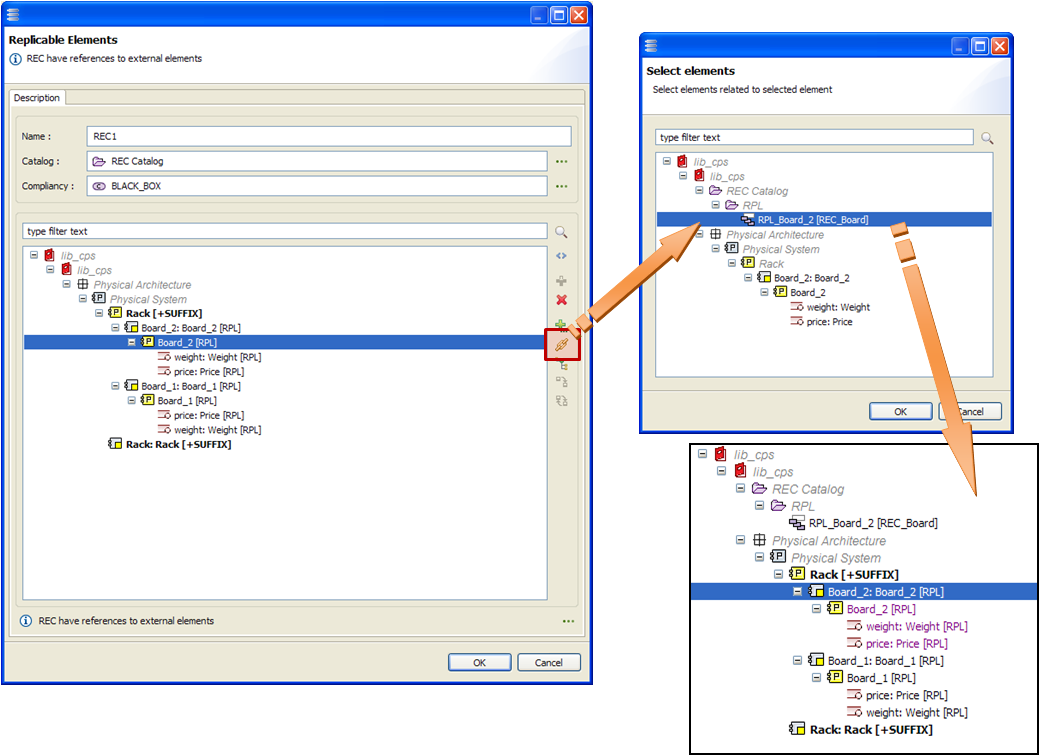 Replicable Elements
REC have references to external elements
Description
Name :
REC1
Catalog :
REC Catalog
Compliancy :
BLACK_BOX
type filter text
lib_cps
lib_cps
Physical Architecture
Physical System
Rack [+SUFFIX]
Board_2: Board_2 [RPL]
Board_2 [RPL]
weight: Weight [RPL]
price: Price [RPL]
Board_1: Board_1 [RPL]
Board_1 [RPL]
price: Price [RPL]
weight: Weight [RPL]
Rack: Rack [+SUFFIX]
REC have references to external elements
OK
Cancel
Select elements
Select elements related to selected element
type filter text
lib_cps
lib_cps
REC Catalog
RPL
RPL_Board_2 [REC_Board]
Physical Architecture
Physical System
Rack
Board_2: Board_2
Board_2
weight: Weight
price: Price
OK
Cancel
lib_cps
lib_cps
REC Catalog
RPL
RPL_Board_2 [REC_Board]
Physical Architecture
Physical System
Rack [+SUFFIX]
Board_2: Board_2 [RPL]
Board_2 [RPL]
weight: Weight [RPL]
price: Price [RPL]
Board_1: Board_1 [RPL]
Board_1 [RPL]
price: Price [RPL]
weight: Weight [RPL]
Rack: Rack [+SUFFIX]